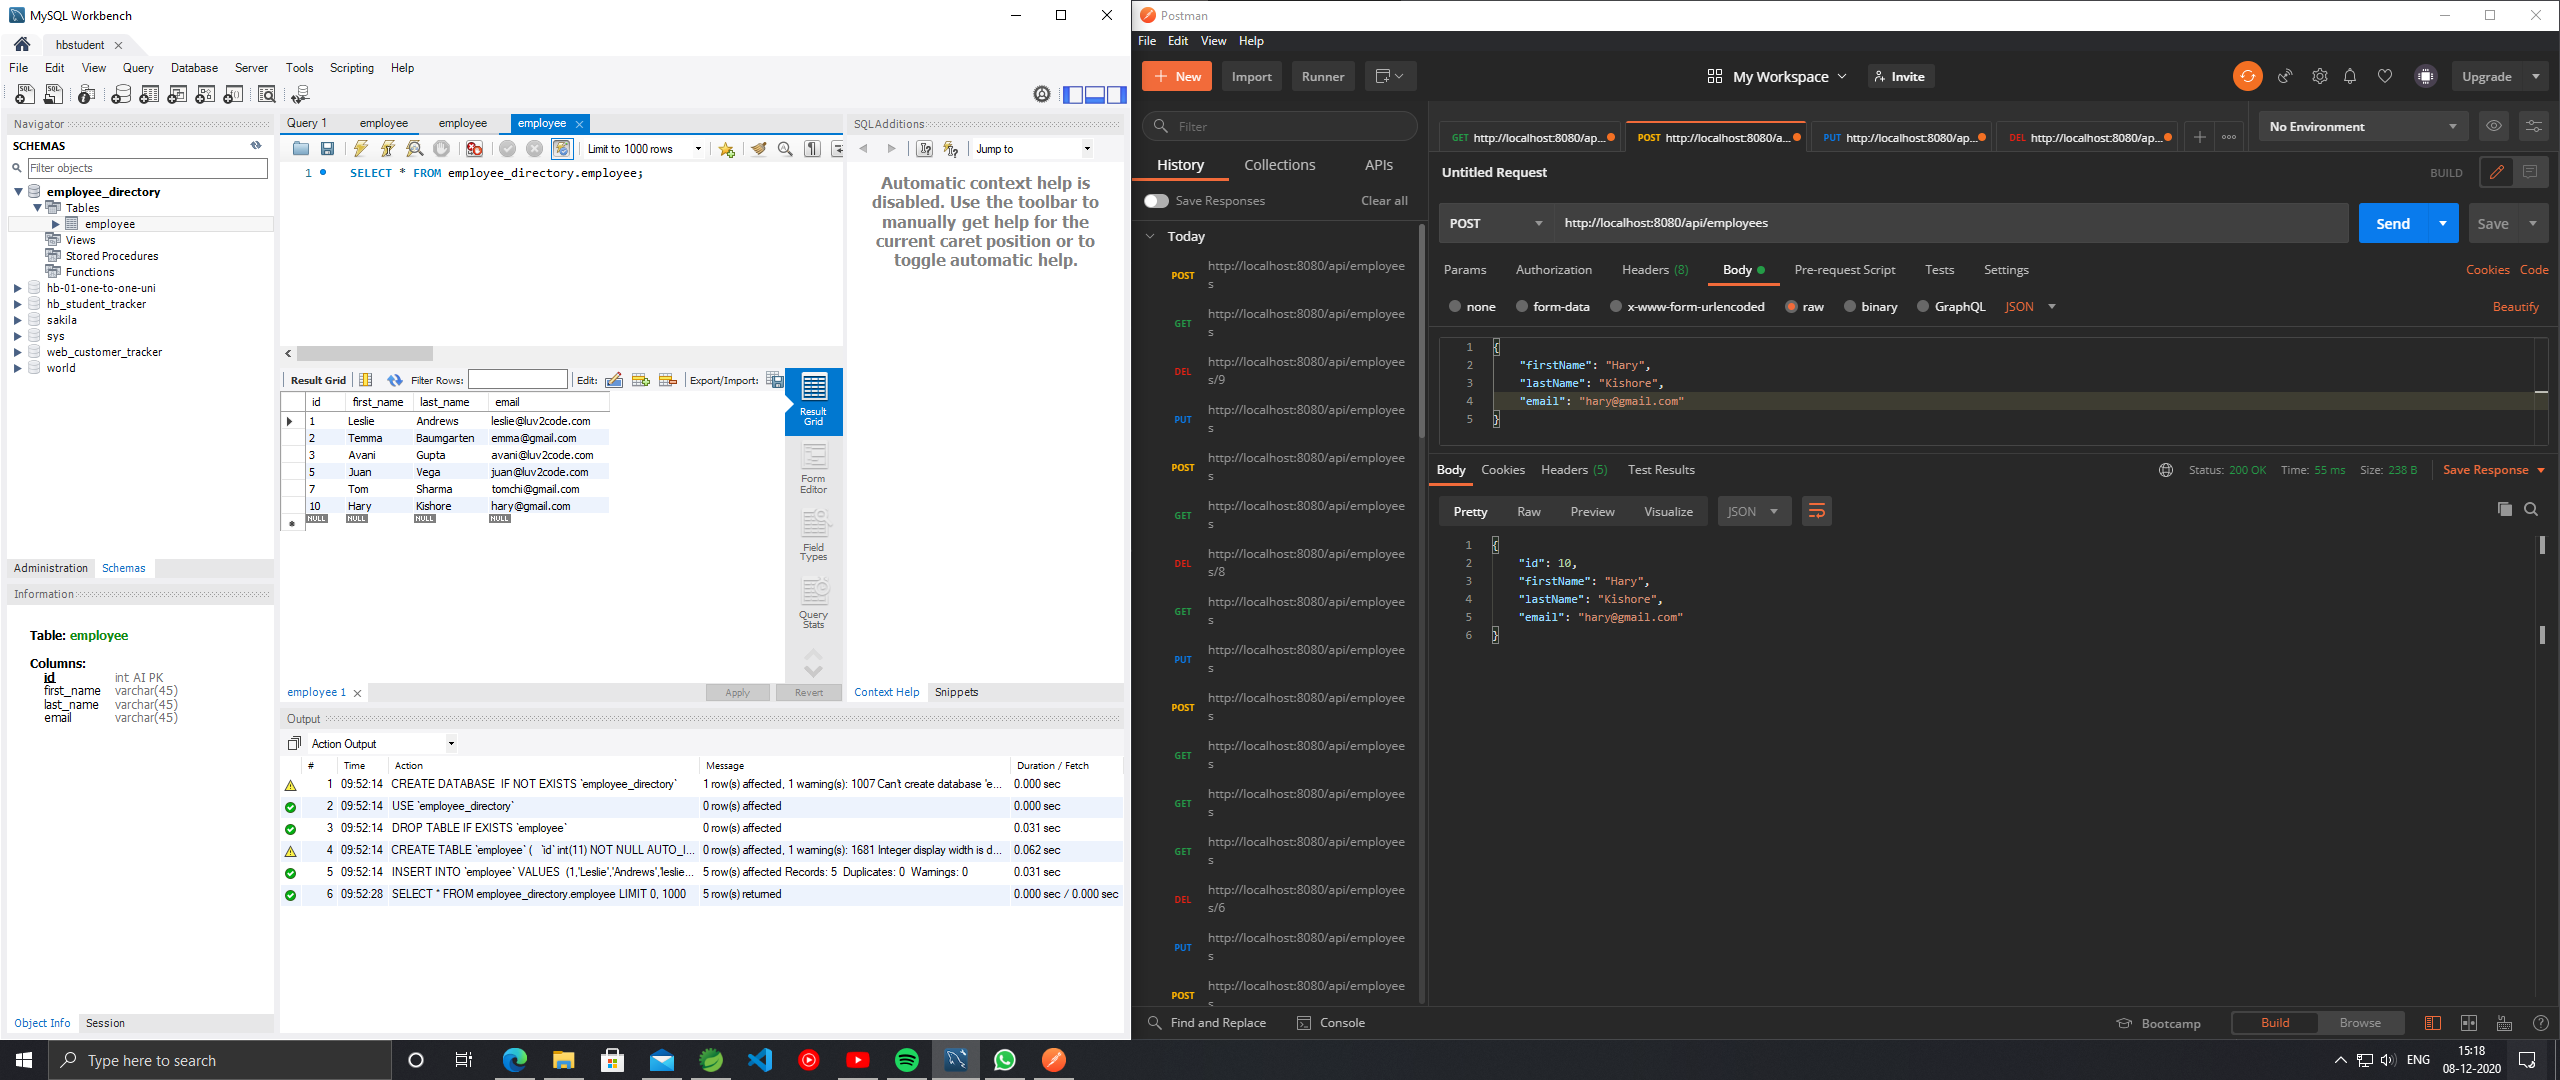 MySQL Workbench
hbstudent
File Edit View Query Database Server Tools Scripting Help
Navigator
SCHEMAS
Filter objects
employee_directory
Tables
employee
Views
Stored Procedures
Functions
hb-01-one-to-one-uni
hb_student_tracker
sakila
sys
web_customer_tracker
world
Administration Schemas
Information
Table: employee
Columns:
id int AI PK
first_name varchar(45)
last_name varchar(45)
email varchar(45)
Object Info Session
Query 1 employee employee employee
Limit to 1000 rows
1 SELECT * FROM employee_directory.employee;
Result Grid Filter Rows: Edit: Export/Import:
id first_name last_name email
1 Leslie Andrews leslie@luv2code.com
2 Temma Baumgarten emma@gmail.com
3 Avani Gupta avani@luv2code.com
5 Juan Vega juan@luv2code.com
7 Tom Sharma tomchi@gmail.com
10 Hary Kishore hary@gmail.com
NULL NULL NULL NULL
Result Grid
Form Editor
Field Types
Query Stats
employee 1 Apply Revert
SQLAdditions
Jump to
Automatic context help is
disabled. Use the toolbar to
manually get help for the
current caret position or to
toggle automatic help.
Context Help Snippets
Output
Action Output
# Time Action Message Duration / Fetch
1 09:52:14 CREATE DATABASE IF NOT EXISTS `employee_directory` 1 row(s) affected, 1 warning(s): 1007 Can't create database 'e... 0.000 sec
2 09:52:14 USE `employee_directory` 0 row(s) affected 0.000 sec
3 09:52:14 DROP TABLE IF EXISTS `employee` 0 row(s) affected 0.031 sec
4 09:52:14 CREATE TABLE `employee` ( `id` int(11) NOT NULL AUTO_I... 0 row(s) affected, 1 warning(s): 1681 Integer display width is d... 0.062 sec
5 09:52:14 INSERT INTO `employee` VALUES (1,'Leslie','Andrews','leslie... 5 row(s) affected Records: 5 Duplicates: 0 Warnings: 0 0.031 sec
6 09:52:28 SELECT * FROM employee_directory.employee LIMIT 0, 1000 5 row(s) returned 0.000 sec / 0.000 sec
Postman
File Edit View Help
New Import Runner My Workspace Invite Upgrade
Filter
History Collections APIs
Save Responses Clear all
Today
POST http://localhost:8080/api/employee
s
GET http://localhost:8080/api/employee
s
DEL http://localhost:8080/api/employee
s/9
PUT http://localhost:8080/api/employee
s
POST http://localhost:8080/api/employee
s
GET http://localhost:8080/api/employee
s
DEL http://localhost:8080/api/employee
s/8
GET http://localhost:8080/api/employee
s
PUT http://localhost:8080/api/employee
s
POST http://localhost:8080/api/employee
s
GET http://localhost:8080/api/employee
s
GET http://localhost:8080/api/employee
s
GET http://localhost:8080/api/employee
s
DEL http://localhost:8080/api/employee
s/6
PUT http://localhost:8080/api/employee
s
POST http://localhost:8080/api/employee
s
GET http://localhost:8080/ap... POST http://localhost:8080/a... PUT http://localhost:8080/ap... DEL http://localhost:8080/ap... No Environment
Untitled Request BUILD
POST http://localhost:8080/api/employees Send Save
Params Authorization Headers (8) Body Pre-request Script Tests Settings Cookies Code
none form-data x-www-form-urlencoded raw binary GraphQL JSON Beautify
1 {
2 "firstName": "Hary",
3 "lastName": "Kishore",
4 "email": "hary@gmail.com"
5 }
Body Cookies Headers (5) Test Results Status: 200 OK Time: 55 ms Size: 238 B Save Response
Pretty Raw Preview Visualize JSON
1 {
2 "id": 10,
3 "firstName": "Hary",
4 "lastName": "Kishore",
5 "email": "hary@gmail.com"
6 }
Find and Replace Console Bootcamp Build Browse
Type here to search
ENG
15:18
08-12-2020